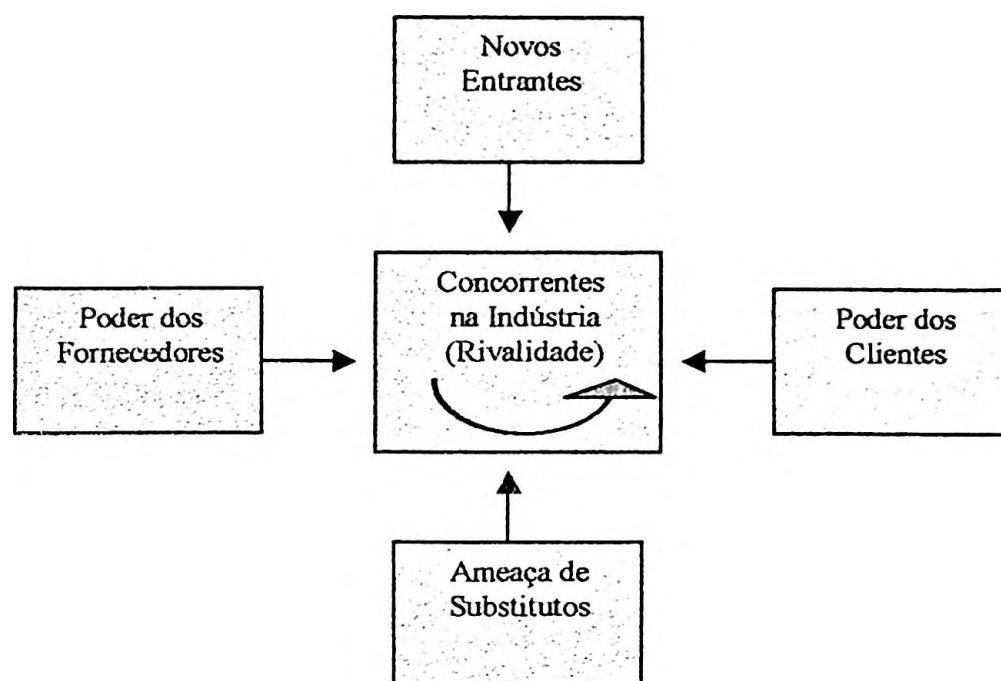 Novos
Entrantes
Concorrentes
na Indústria
(Rivalidade)
Poder dos
Fornecedores
Poder dos
Clientes
Ameaça de
Substitutos